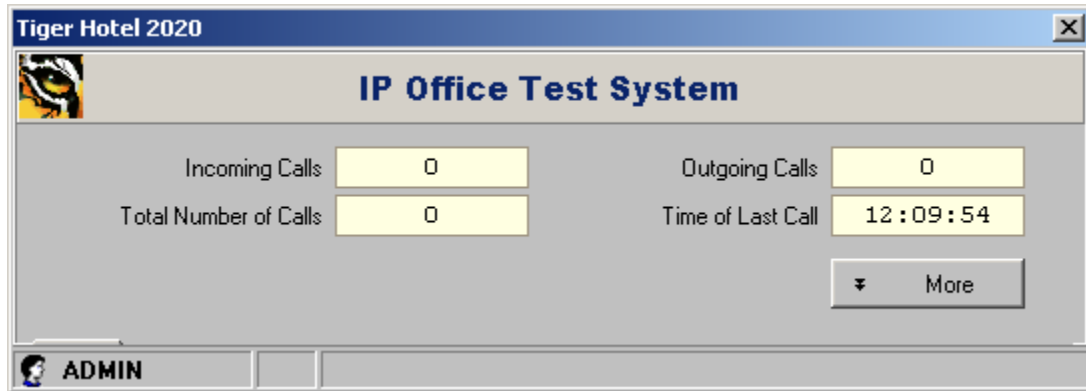 Tiger Hotel 2020
IP Office Test System
Incoming Calls 0 Outgoing Calls 0
Total Number of Calls 0 Time of Last Call 12:09:54
More
ADMIN